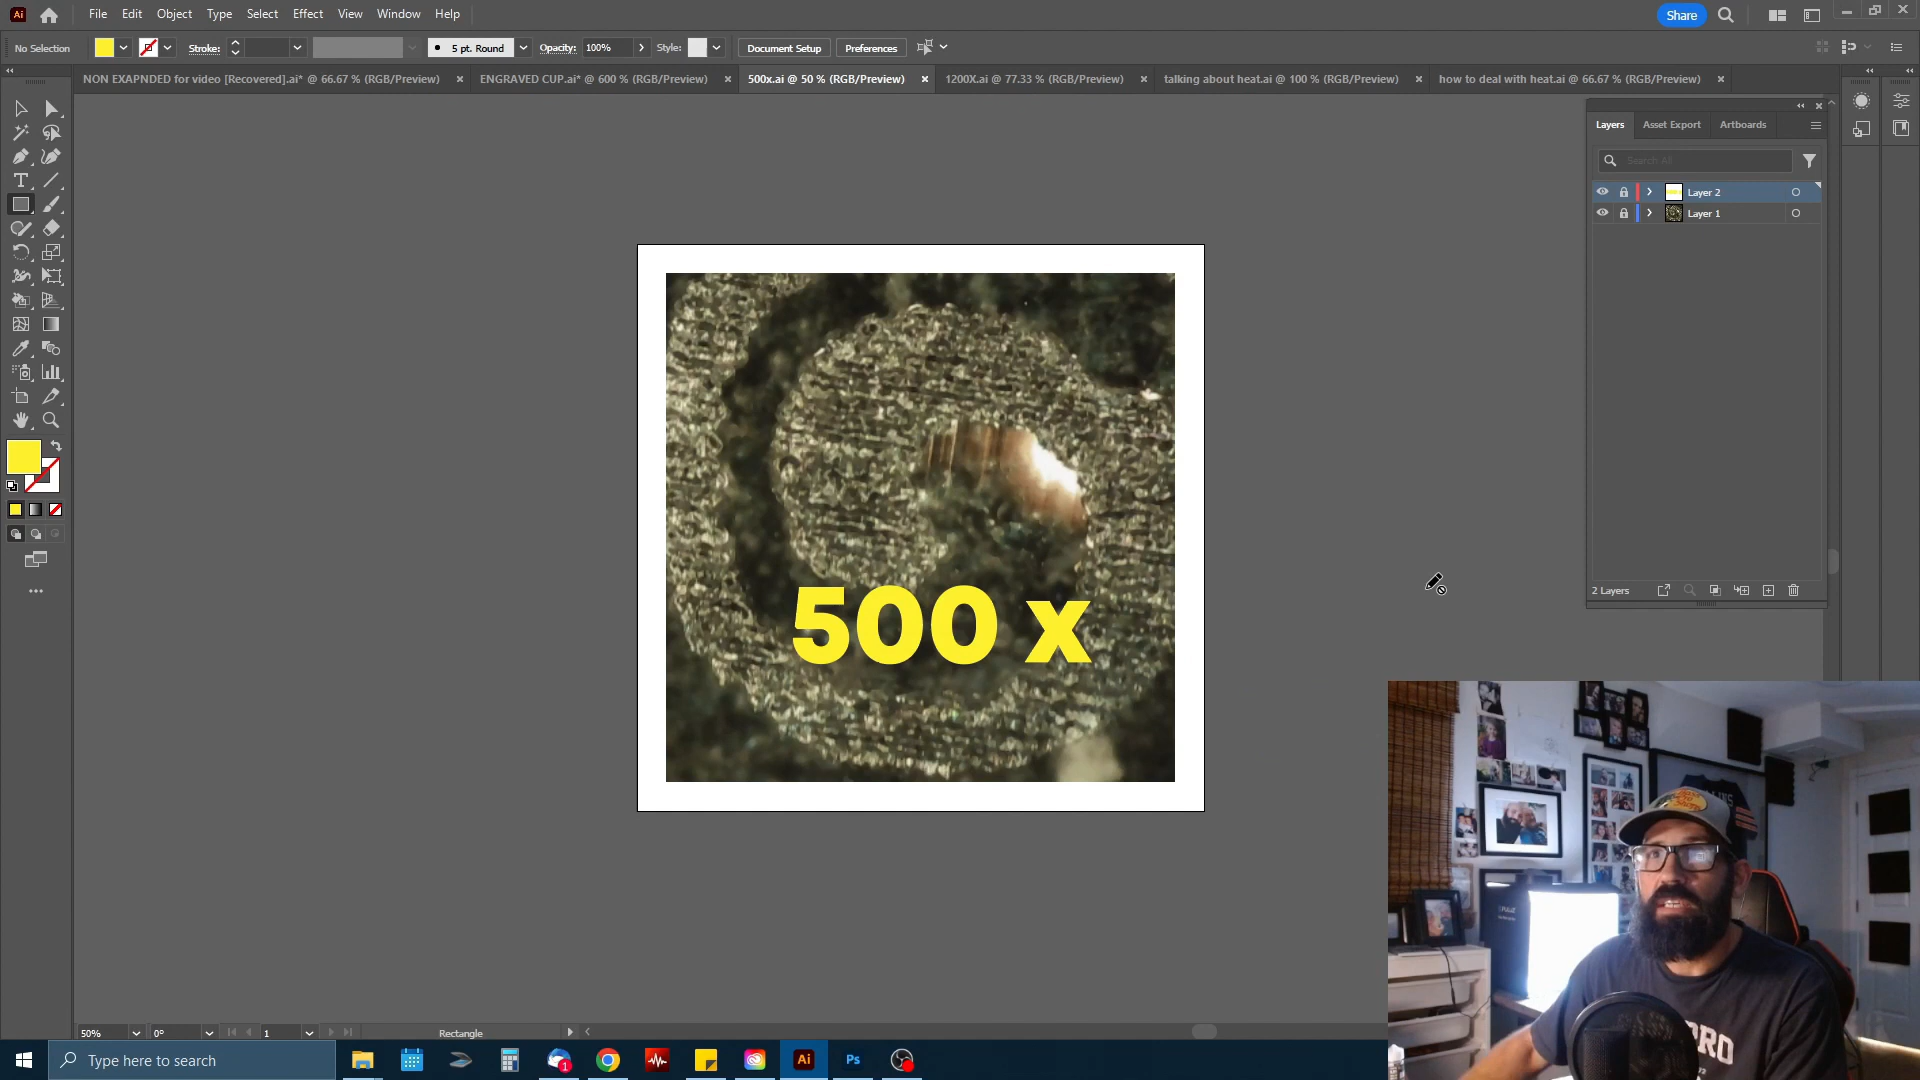 Ai File Edit Object Type Select Effect View Window Help Share
No Selection Stroke: 5 pt. Round Opacity: 100% Style: Document Setup Preferences
NON EXAPNDED for video [Recovered].ai* @ 66.67 % (RGB/Preview) × ENGRAVED CUP.ai* @ 600 % (RGB/Preview) × 500x.ai @ 50 % (RGB/Preview) × 1200X.ai @ 77.33 % (RGB/Preview) × talking about heat.ai @ 100 % (RGB/Preview) × how to deal with heat.ai @ 66.67 % (RGB/Preview) ×
Layers Asset Export Artboards
Search All
Layer 2
Layer 1
500 x
2 Layers
50% 0° 1 Rectangle
Type here to search
1 Ai Ps